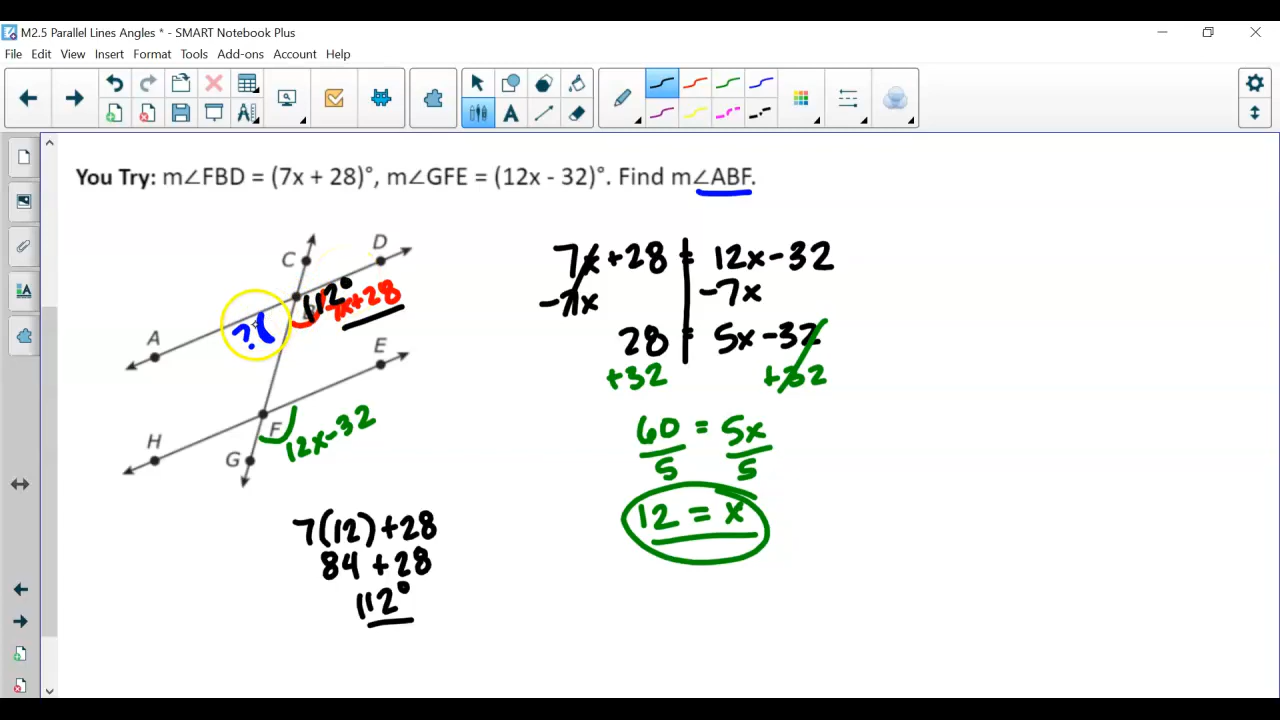 M2.5 Parallel Lines Angles * - SMART Notebook Plus
File Edit View Insert Format Tools Add-ons Account Help
You Try: m∠FBD = (7x + 28)°, m∠GFE = (12x - 32)°. Find m∠ABF.
C
D
112°
7x+28
A
?
E
F
12x-32
H
G
7x+28 = 12x-32
-7x -7x
28 = 5x-32
+32 +32
60 = 5x
5 5
12 = x
7(12)+28
84 +28
112°